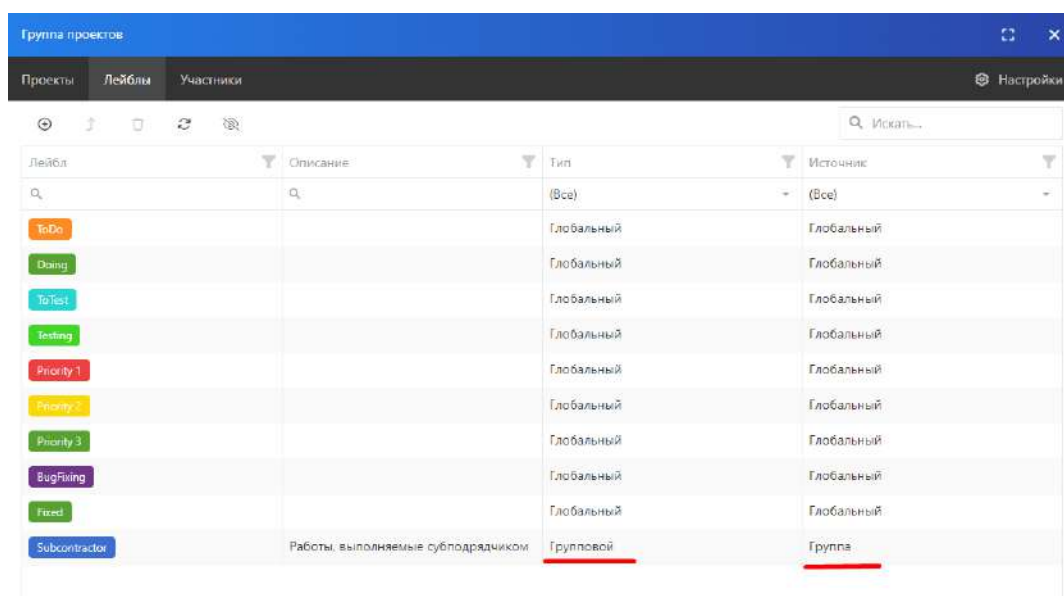 Группа проектов
Проекты Лейблы Участники Настройки
Искать...
Лейбл Описание Тип Источник
(Все) (Все)
ToDo Глобальный Глобальный
Doing Глобальный Глобальный
ToTest Глобальный Глобальный
Testing Глобальный Глобальный
Priority 1 Глобальный Глобальный
Priority 2 Глобальный Глобальный
Priority 3 Глобальный Глобальный
BugFixing Глобальный Глобальный
Fixed Глобальный Глобальный
Subcontractor Работы, выполняемые субподрядчиком Групповой Группа